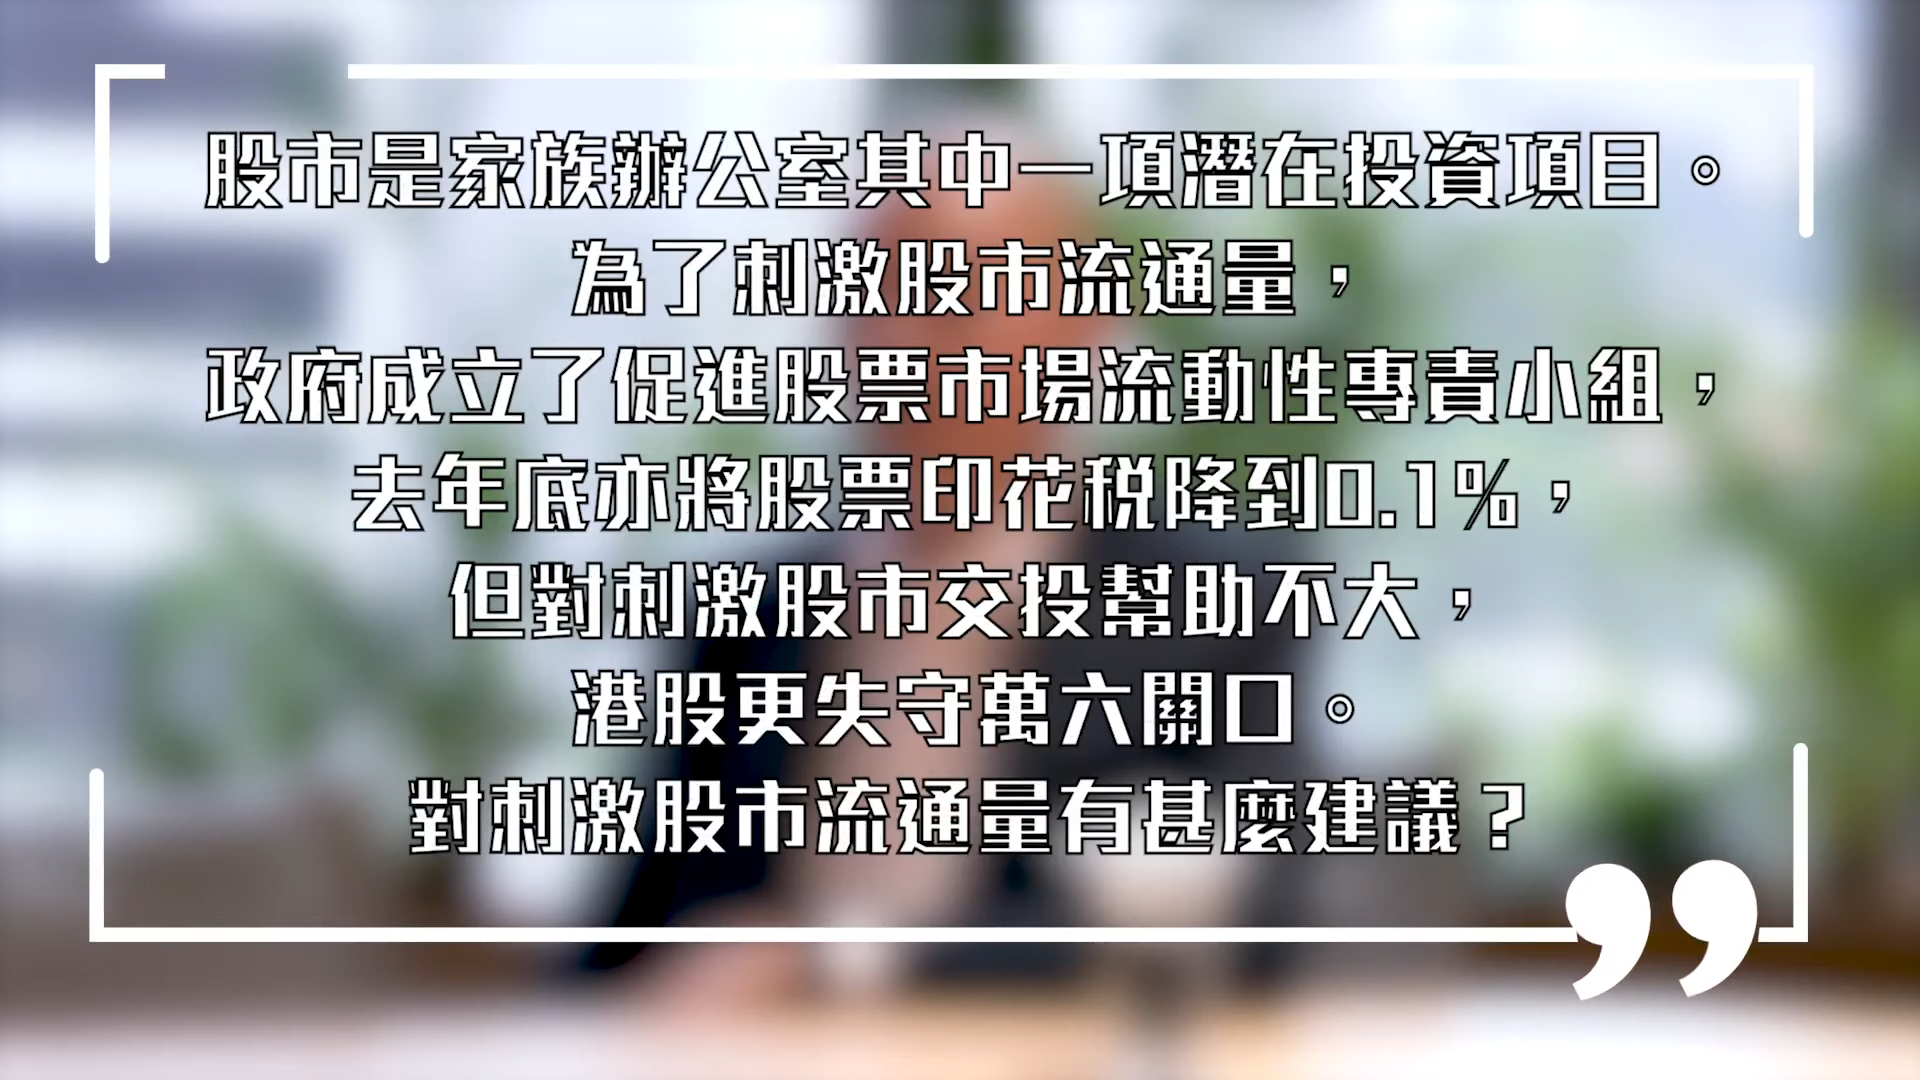 股市是家族辦公室其中一項潛在投資項目。
為了刺激股市流通量，
政府成立了促進股票市場流動性專責小組，
去年底亦將股票印花稅降到0.1%，
但對刺激股市交投幫助不大，
港股更失守萬六關口。
對刺激股市流通量有甚麼建議？